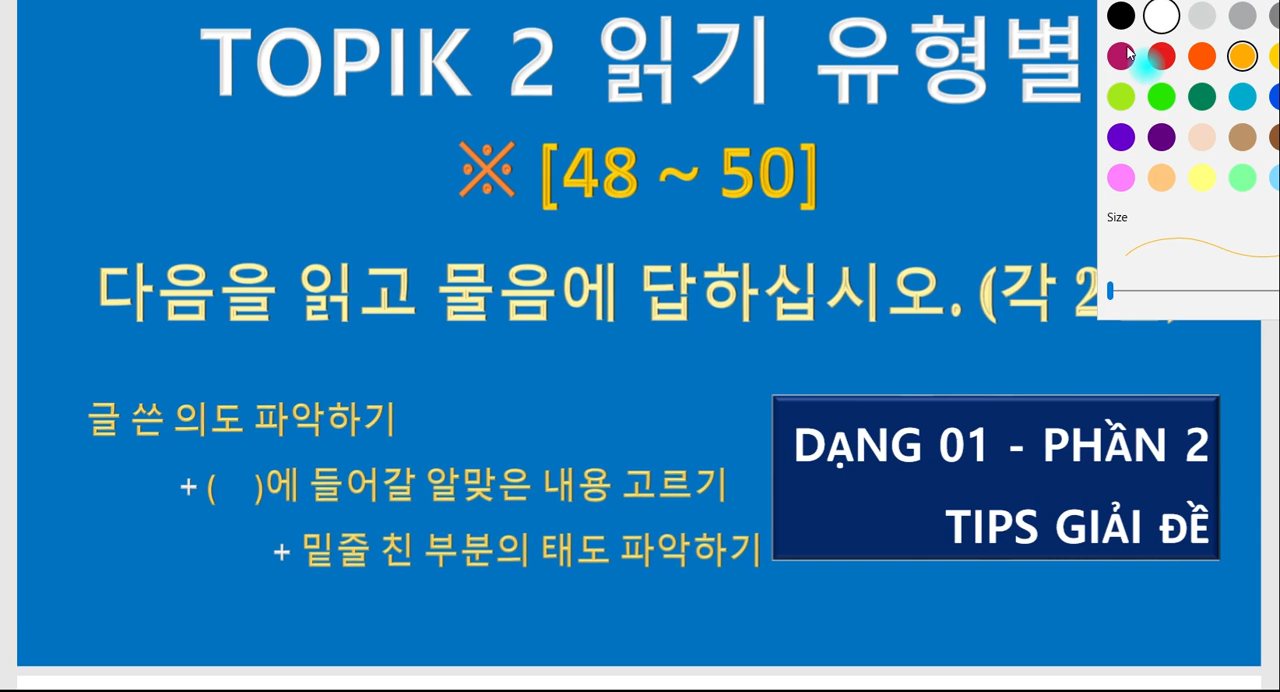 TOPIK 2 읽기 유형별
※ [48 ~ 50]
다음을 읽고 물음에 답하십시오. (각 2
Size
글 쓴 의도 파악하기
+ ( )에 들어갈 알맞은 내용 고르기
+ 밑줄 친 부분의 태도 파악하기
DẠNG 01 - PHẦN 2
TIPS GIẢI ĐỀ